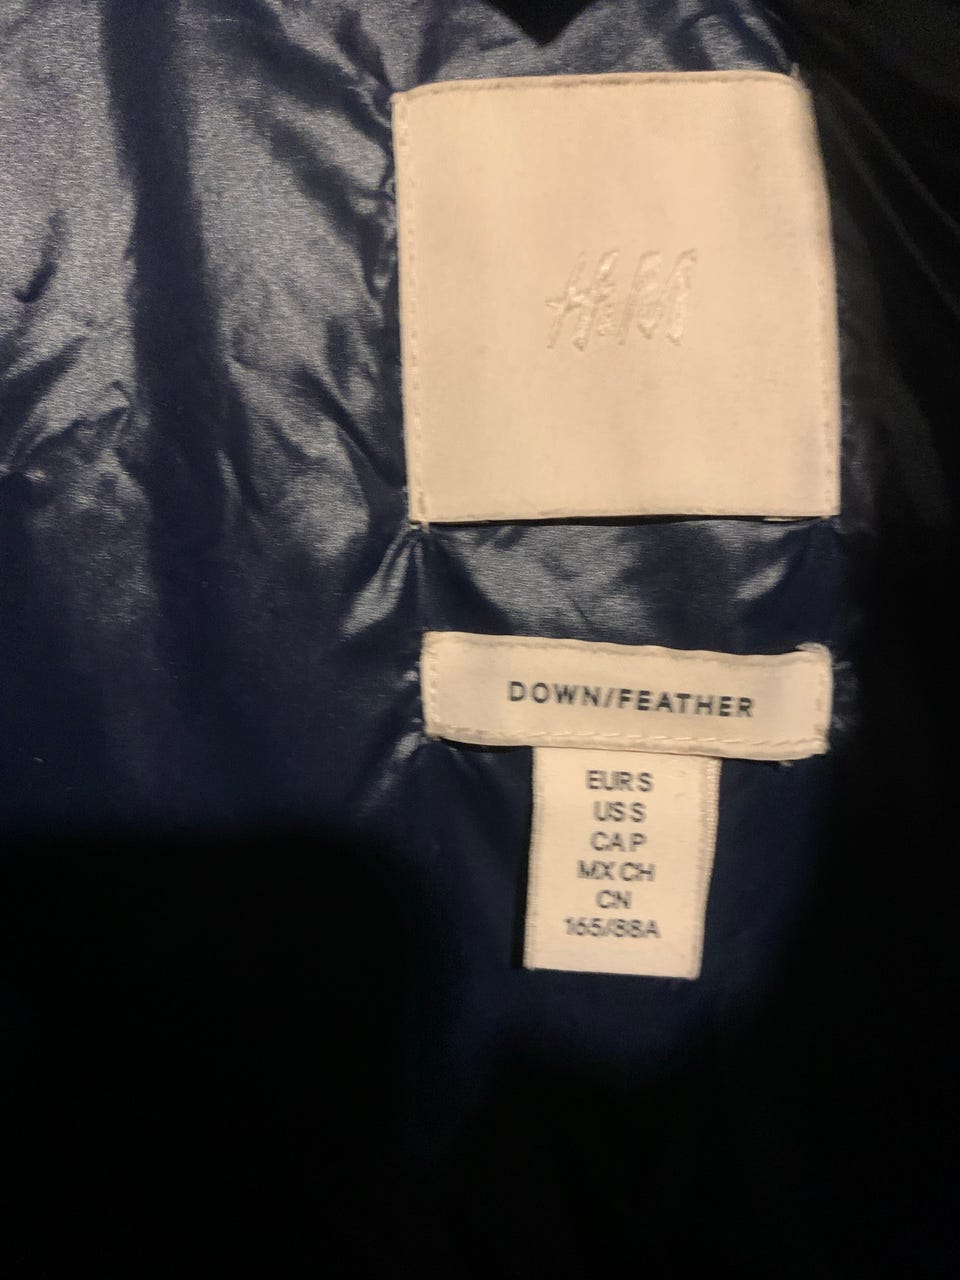 H&M
DOWN/FEATHER
EUR S
US S
CA P
MX CH
CN
165/88A